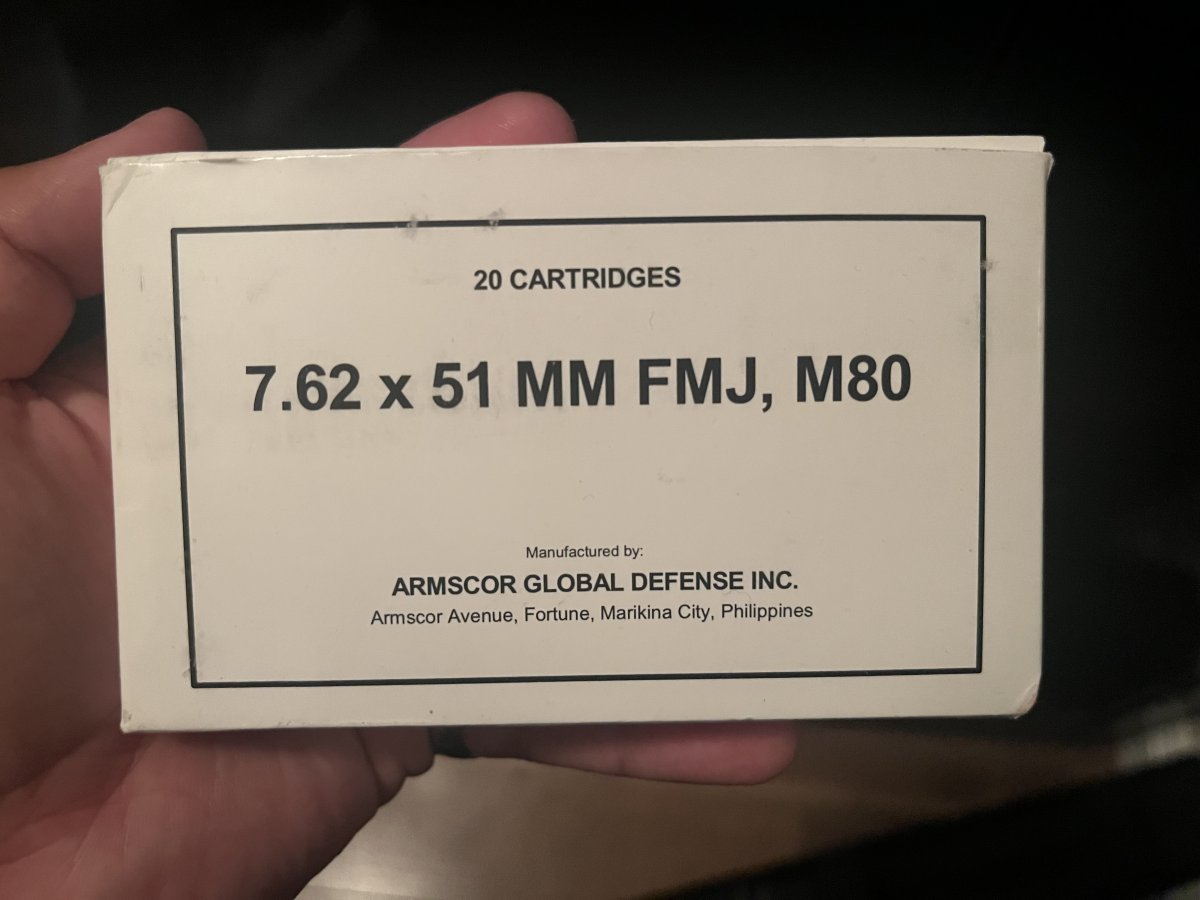 20 CARTRIDGES
7.62 x 51 MM FMJ, M80
Manufactured by:
ARMSCOR GLOBAL DEFENSE INC.
Armscor Avenue, Fortune, Marikina City, Philippines